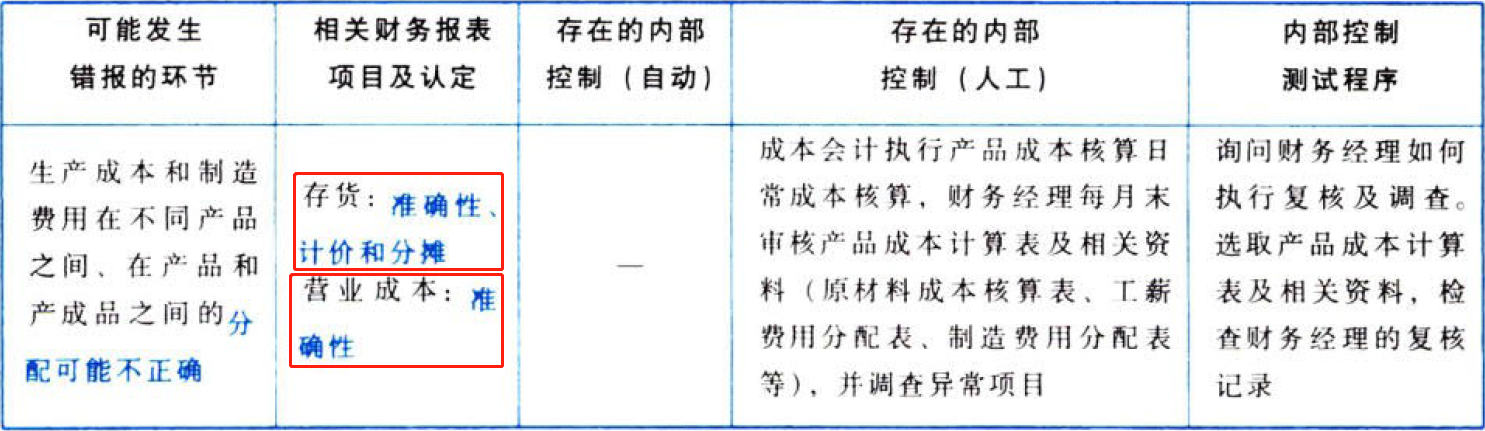 可能发生
错报的环节
相关财务报表
项目及认定
存在的内部
控制（自动）
存在的内部
控制（人工）
内部控制
测试程序
生产成本和制造
费用在不同产品
之间、在产品和
产成品之间的分
配可能不正确
存货：准确性、
计价和分摊
营业成本：准
确性
—
成本会计执行产品成本核算日
常成本核算，财务经理每月末
审核产品成本计算表及相关资
料（原材料成本核算表、工薪
费用分配表、制造费用分配表
等），并调查异常项目
询问财务经理如何
执行复核及调查。
选取产品成本计算
表及相关资料，检
查财务经理的复核
记录